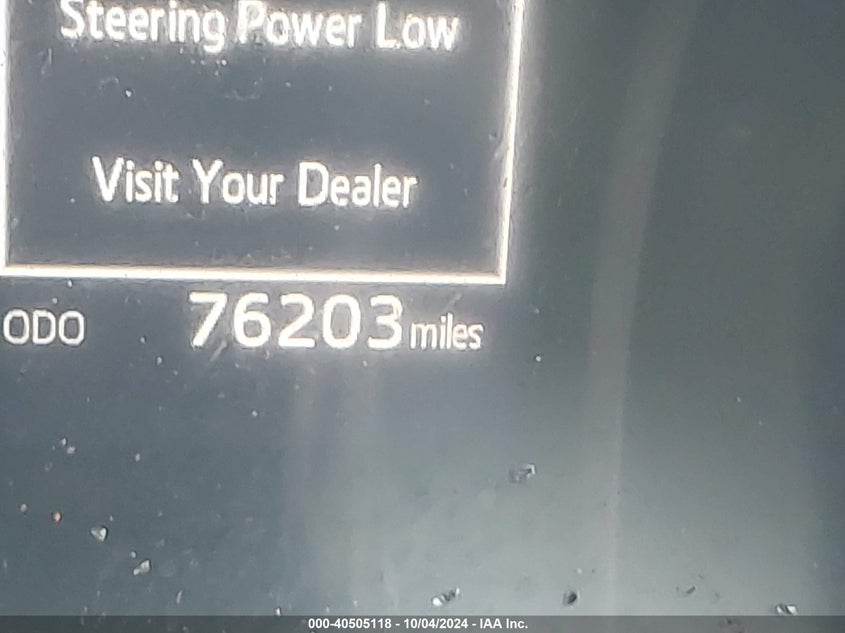 Steering Power Low
Visit Your Dealer
ODO 76203 miles
000-40505118 - 10/04/2024 - IAA Inc.